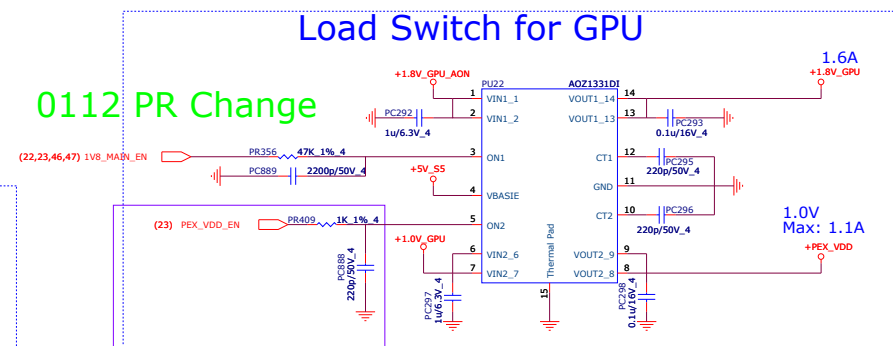 Load Switch for GPU
0112 PR Change
1.6A
+1.8V_GPU_AON
PU22
AOZ1331DI
+1.8V_GPU
1
VIN1_1
VOUT1_14
14
PC292
1u/6.3V_4
2
VIN1_2
VOUT1_13
13
PC293
0.1u/16V_4
(22,23,46,47) 1V8_MAIN_EN
PR356
47K_1%_4
3
ON1
CT1
12
PC295
220p/50V_4
PC889
2200p/50V_4
+5V_S5
4
VBASIE
GND
11
(23) PEX_VDD_EN
PR409
1K_1%_4
5
ON2
CT2
10
PC296
220p/50V_4
1.0V
Max: 1.1A
+1.0V_GPU
+PEX_VDD
6
VIN2_6
VOUT2_9
9
7
VIN2_7
VOUT2_8
8
Thermal Pad
15
PC888
220p/50V_4
PC297
1u/6.3V_4
PC298
0.1u/16V_4